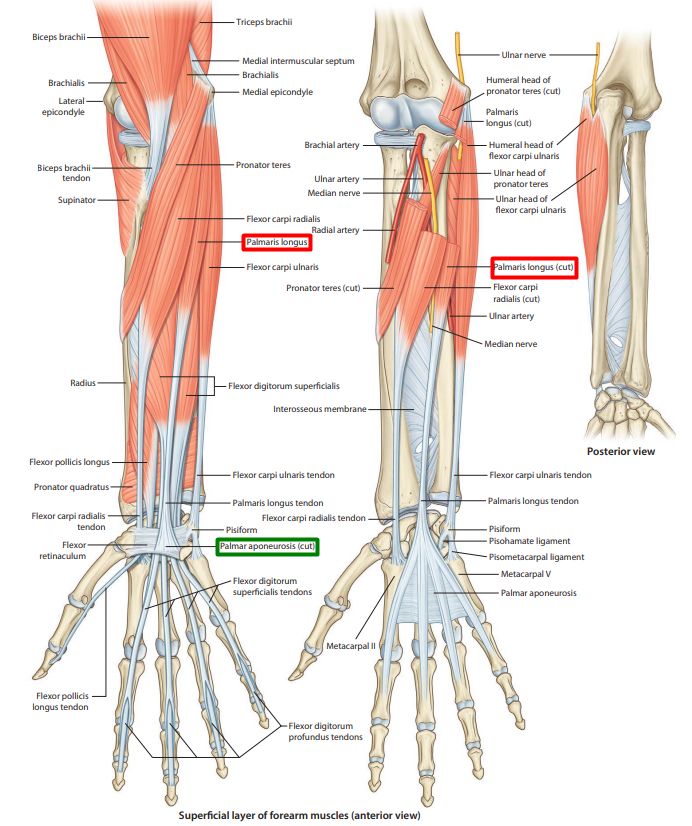 Triceps brachii
Biceps brachii
Medial intermuscular septum
Brachialis
Brachialis
Medial epicondyle
Lateral
epicondyle
Biceps brachii
tendon
Pronator teres
Supinator
Flexor carpi radialis
Palmaris longus
Flexor carpi ulnaris
Radius
Flexor digitorum superficialis
Flexor pollicis longus
Flexor carpi ulnaris tendon
Pronator quadratus
Palmaris longus tendon
Flexor carpi radialis
tendon
Pisiform
Flexor
retinaculum
Palmar aponeurosis (cut)
Flexor digitorum
superficialis tendons
Flexor pollicis
longus tendon
Flexor digitorum
profundus tendons
Ulnar nerve
Humeral head of
pronator teres (cut)
Palmaris
longus (cut)
Brachial artery
Humeral head of
flexor carpi ulnaris
Ulnar artery
Ulnar head of
pronator teres
Median nerve
Ulnar head of
flexor carpi ulnaris
Radial artery
Palmaris longus (cut)
Pronator teres (cut)
Flexor carpi
radialis (cut)
Ulnar artery
Median nerve
Interosseous membrane
Posterior view
Flexor carpi ulnaris tendon
Palmaris longus tendon
Flexor carpi radialis tendon
Pisiform
Pisohamate ligament
Pisometacarpal ligament
Metacarpal V
Palmar aponeurosis
Metacarpal II
Superficial layer of forearm muscles (anterior view)